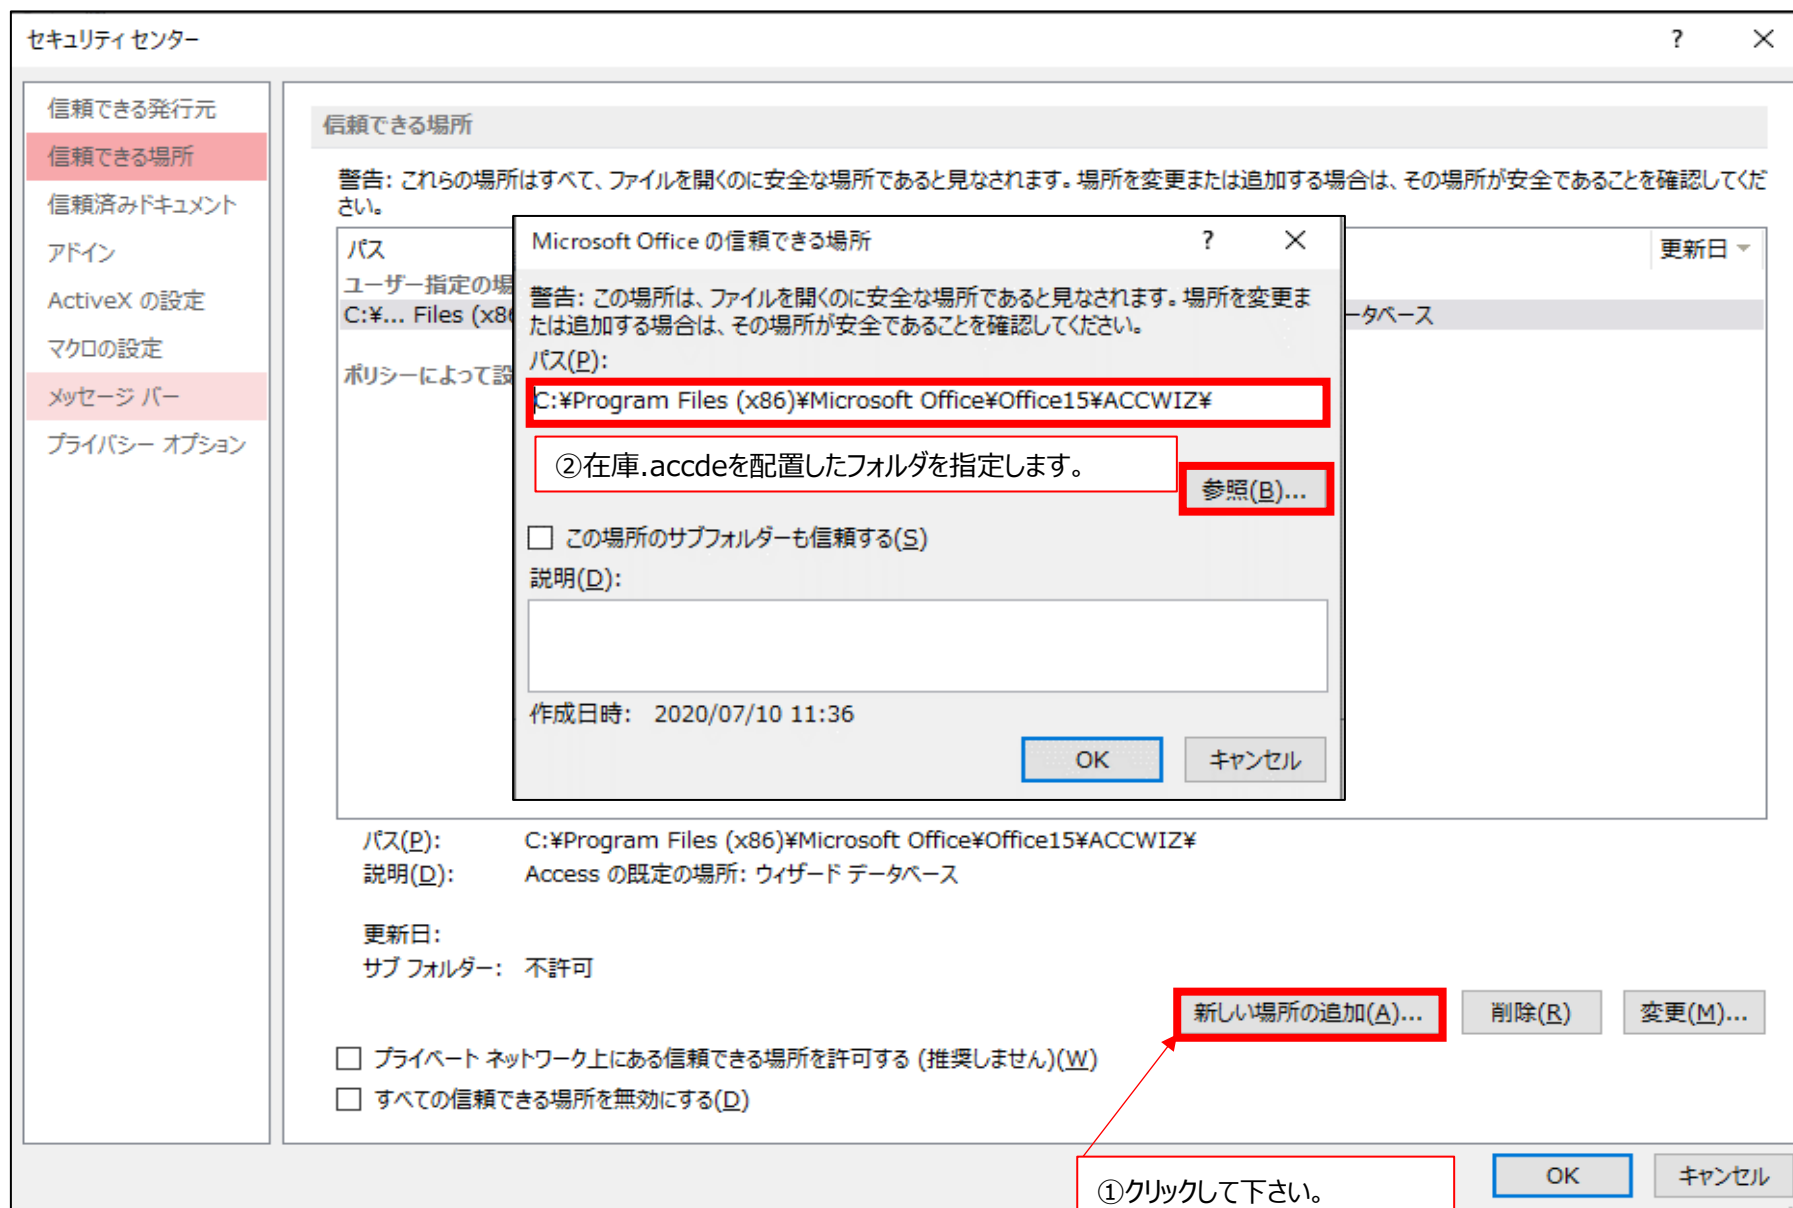 セキュリティ センター
?
信頼できる発行元
信頼できる場所
信頼済みドキュメント
アドイン
ActiveX の設定
マクロの設定
メッセージ バー
プライバシー オプション
信頼できる場所
警告: これらの場所はすべて、ファイルを開くのに安全な場所であると見なされます。場所を変更または追加する場合は、その場所が安全であることを確認してくだ
さい。
パス
更新日
ユーザー指定の場
C:¥... Files (x86
ータベース
ポリシーによって設
Microsoft Office の信頼できる場所
?
警告: この場所は、ファイルを開くのに安全な場所であると見なされます。場所を変更ま
たは追加する場合は、その場所が安全であることを確認してください。
パス(P):
C:¥Program Files (x86)¥Microsoft Office¥Office15¥ACCWIZ¥
②在庫.accdeを配置したフォルダを指定します。
参照(B)...
この場所のサブフォルダーも信頼する(S)
説明(D):
作成日時: 2020/07/10 11:36
OK
キャンセル
パス(P): C:¥Program Files (x86)¥Microsoft Office¥Office15¥ACCWIZ¥
説明(D): Access の既定の場所: ウィザード データベース
更新日:
サブ フォルダー: 不許可
新しい場所の追加(A)...
削除(R)
変更(M)...
プライベート ネットワーク上にある信頼できる場所を許可する (推奨しません)(W)
すべての信頼できる場所を無効にする(D)
①クリックして下さい。
OK
キャンセル